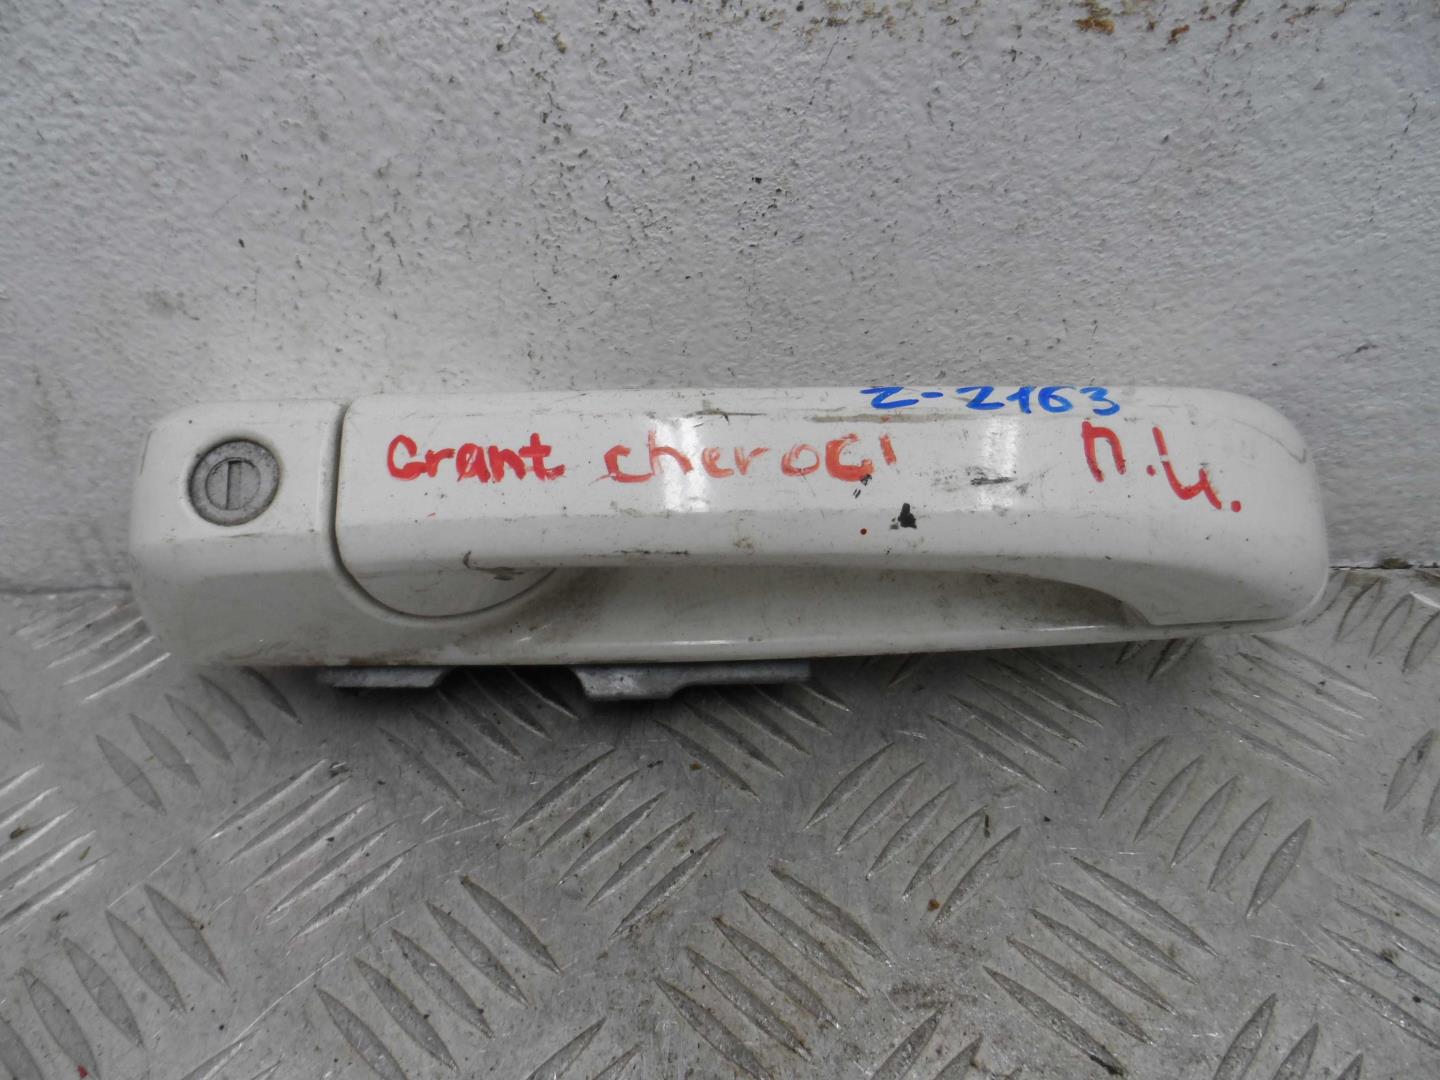 z-2163
Grant cheroci п.ч.